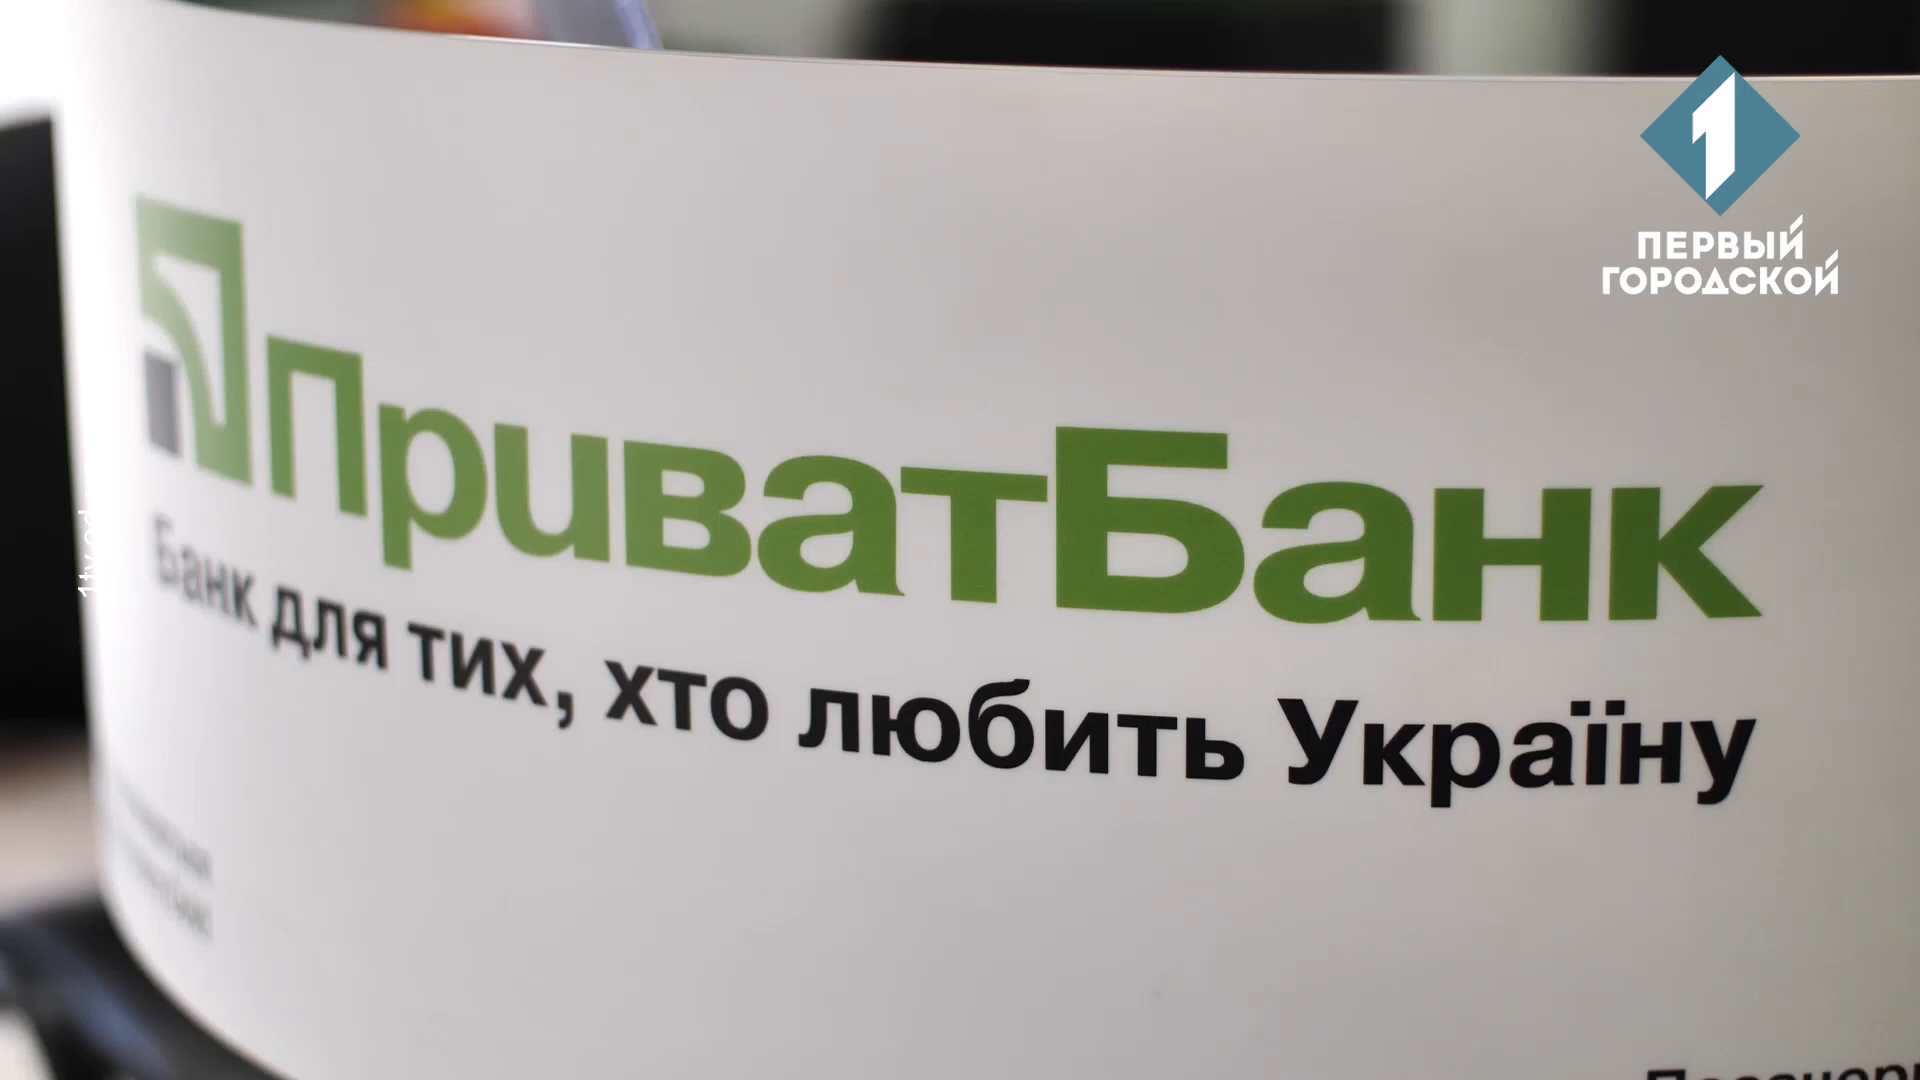 1
ПЕРВЫЙ
ГОРОДСКОЙ
ПриватБанк
Банк для тих, хто любить Україну